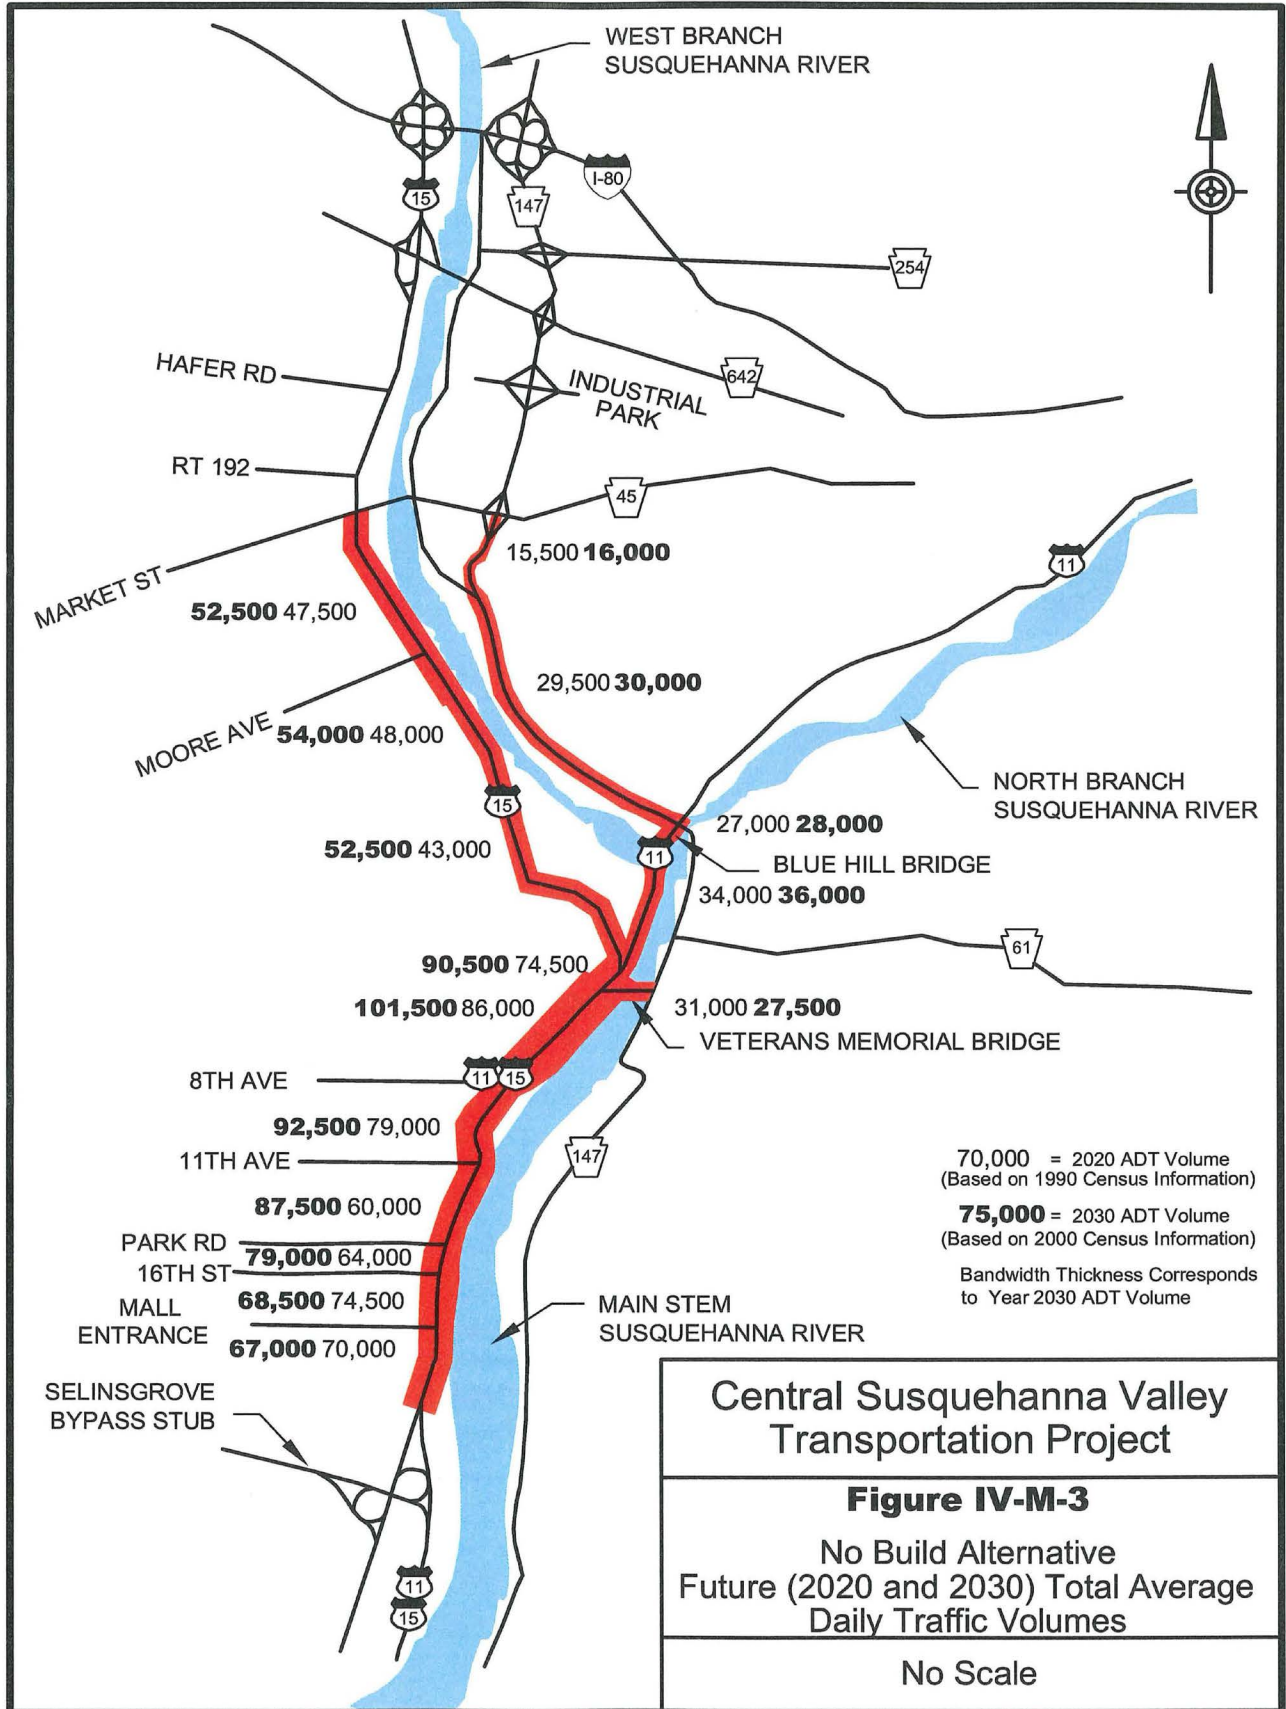 WEST BRANCH
SUSQUEHANNA RIVER
I-80
15
147
254
HAFER RD
INDUSTRIAL
PARK
642
RT 192
45
15,500 16,000
11
MARKET ST
52,500 47,500
29,500 30,000
MOORE AVE
54,000 48,000
NORTH BRANCH
SUSQUEHANNA RIVER
15
27,000 28,000
52,500 43,000
11
BLUE HILL BRIDGE
34,000 36,000
61
90,500 74,500
101,500 86,000
31,000 27,500
VETERANS MEMORIAL BRIDGE
8TH AVE
11 15
92,500 79,000
11TH AVE
147
87,500 60,000
PARK RD
79,000 64,000
16TH ST
68,500 74,500
MALL
ENTRANCE
67,000 70,000
MAIN STEM
SUSQUEHANNA RIVER
70,000 = 2020 ADT Volume
(Based on 1990 Census Information)
75,000 = 2030 ADT Volume
(Based on 2000 Census Information)
Bandwidth Thickness Corresponds
to Year 2030 ADT Volume
SELINSGROVE
BYPASS STUB
11
15
Central Susquehanna Valley
Transportation Project
Figure IV-M-3
No Build Alternative
Future (2020 and 2030) Total Average
Daily Traffic Volumes
No Scale